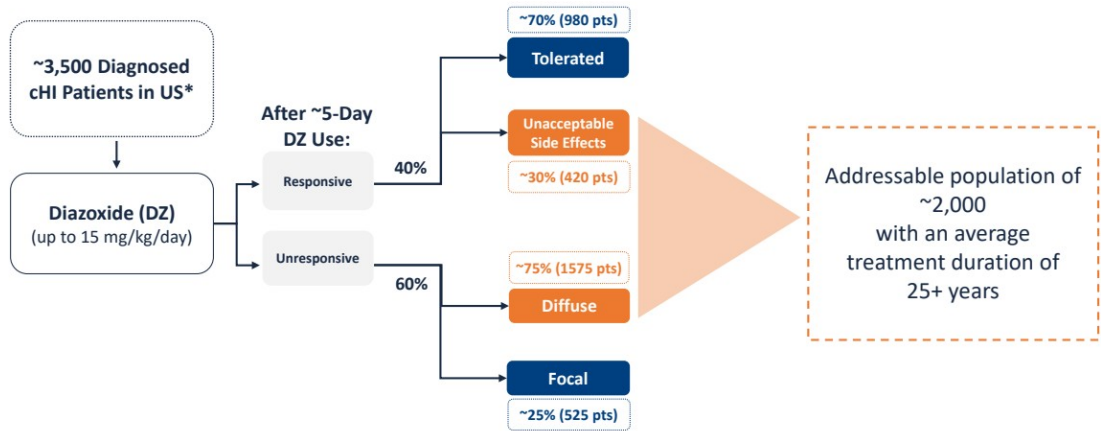 ~3,500 Diagnosed
cHI Patients in US*
Diazoxide (DZ)
(up to 15 mg/kg/day)
After ~5-Day
DZ Use:
Responsive
Unresponsive
40%
60%
~70% (980 pts)
Tolerated
Unacceptable
Side Effects
~30% (420 pts)
~75% (1575 pts)
Diffuse
Focal
~25% (525 pts)
Addressable population of
~2,000
with an average
treatment duration of
25+ years